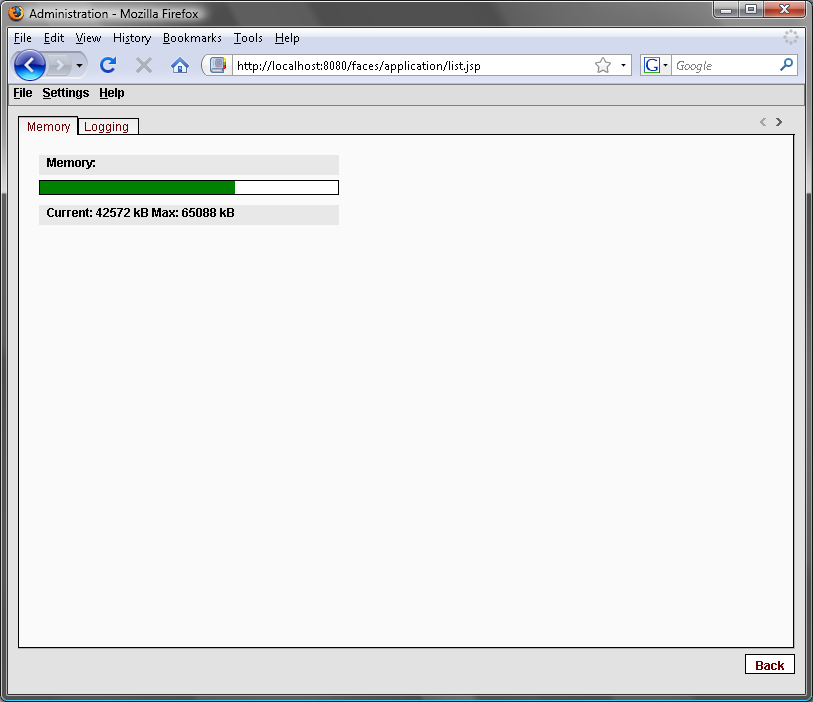 Administration - Mozilla Firefox
File Edit View History Bookmarks Tools Help
http://localhost:8080/faces/application/list.jsp G Google
File Settings Help
Memory Logging
Memory:
Current: 42572 kB Max: 65088 kB
Back